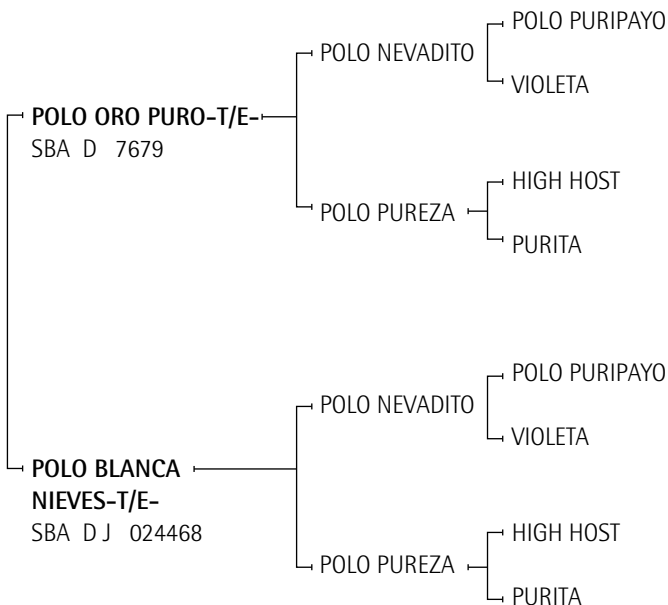 POLO PURIPAYO
POLO NEVADITO
VIOLETA
POLO ORO PURO-T/E-
SBA D 7679
HIGH HOST
POLO PUREZA
PURITA
POLO PURIPAYO
POLO NEVADITO
VIOLETA
POLO BLANCA
NIEVES-T/E-
SBA D J 024468
HIGH HOST
POLO PUREZA
PURITA